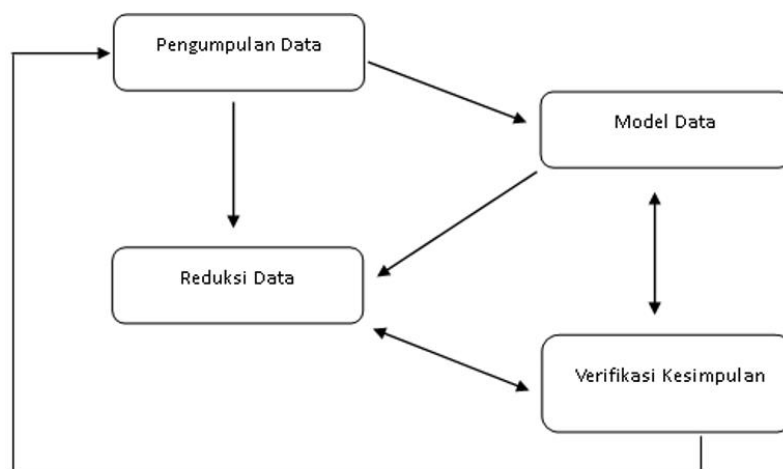 Pengumpulan Data
Model Data
Reduksi Data
Verifikasi Kesimpulan